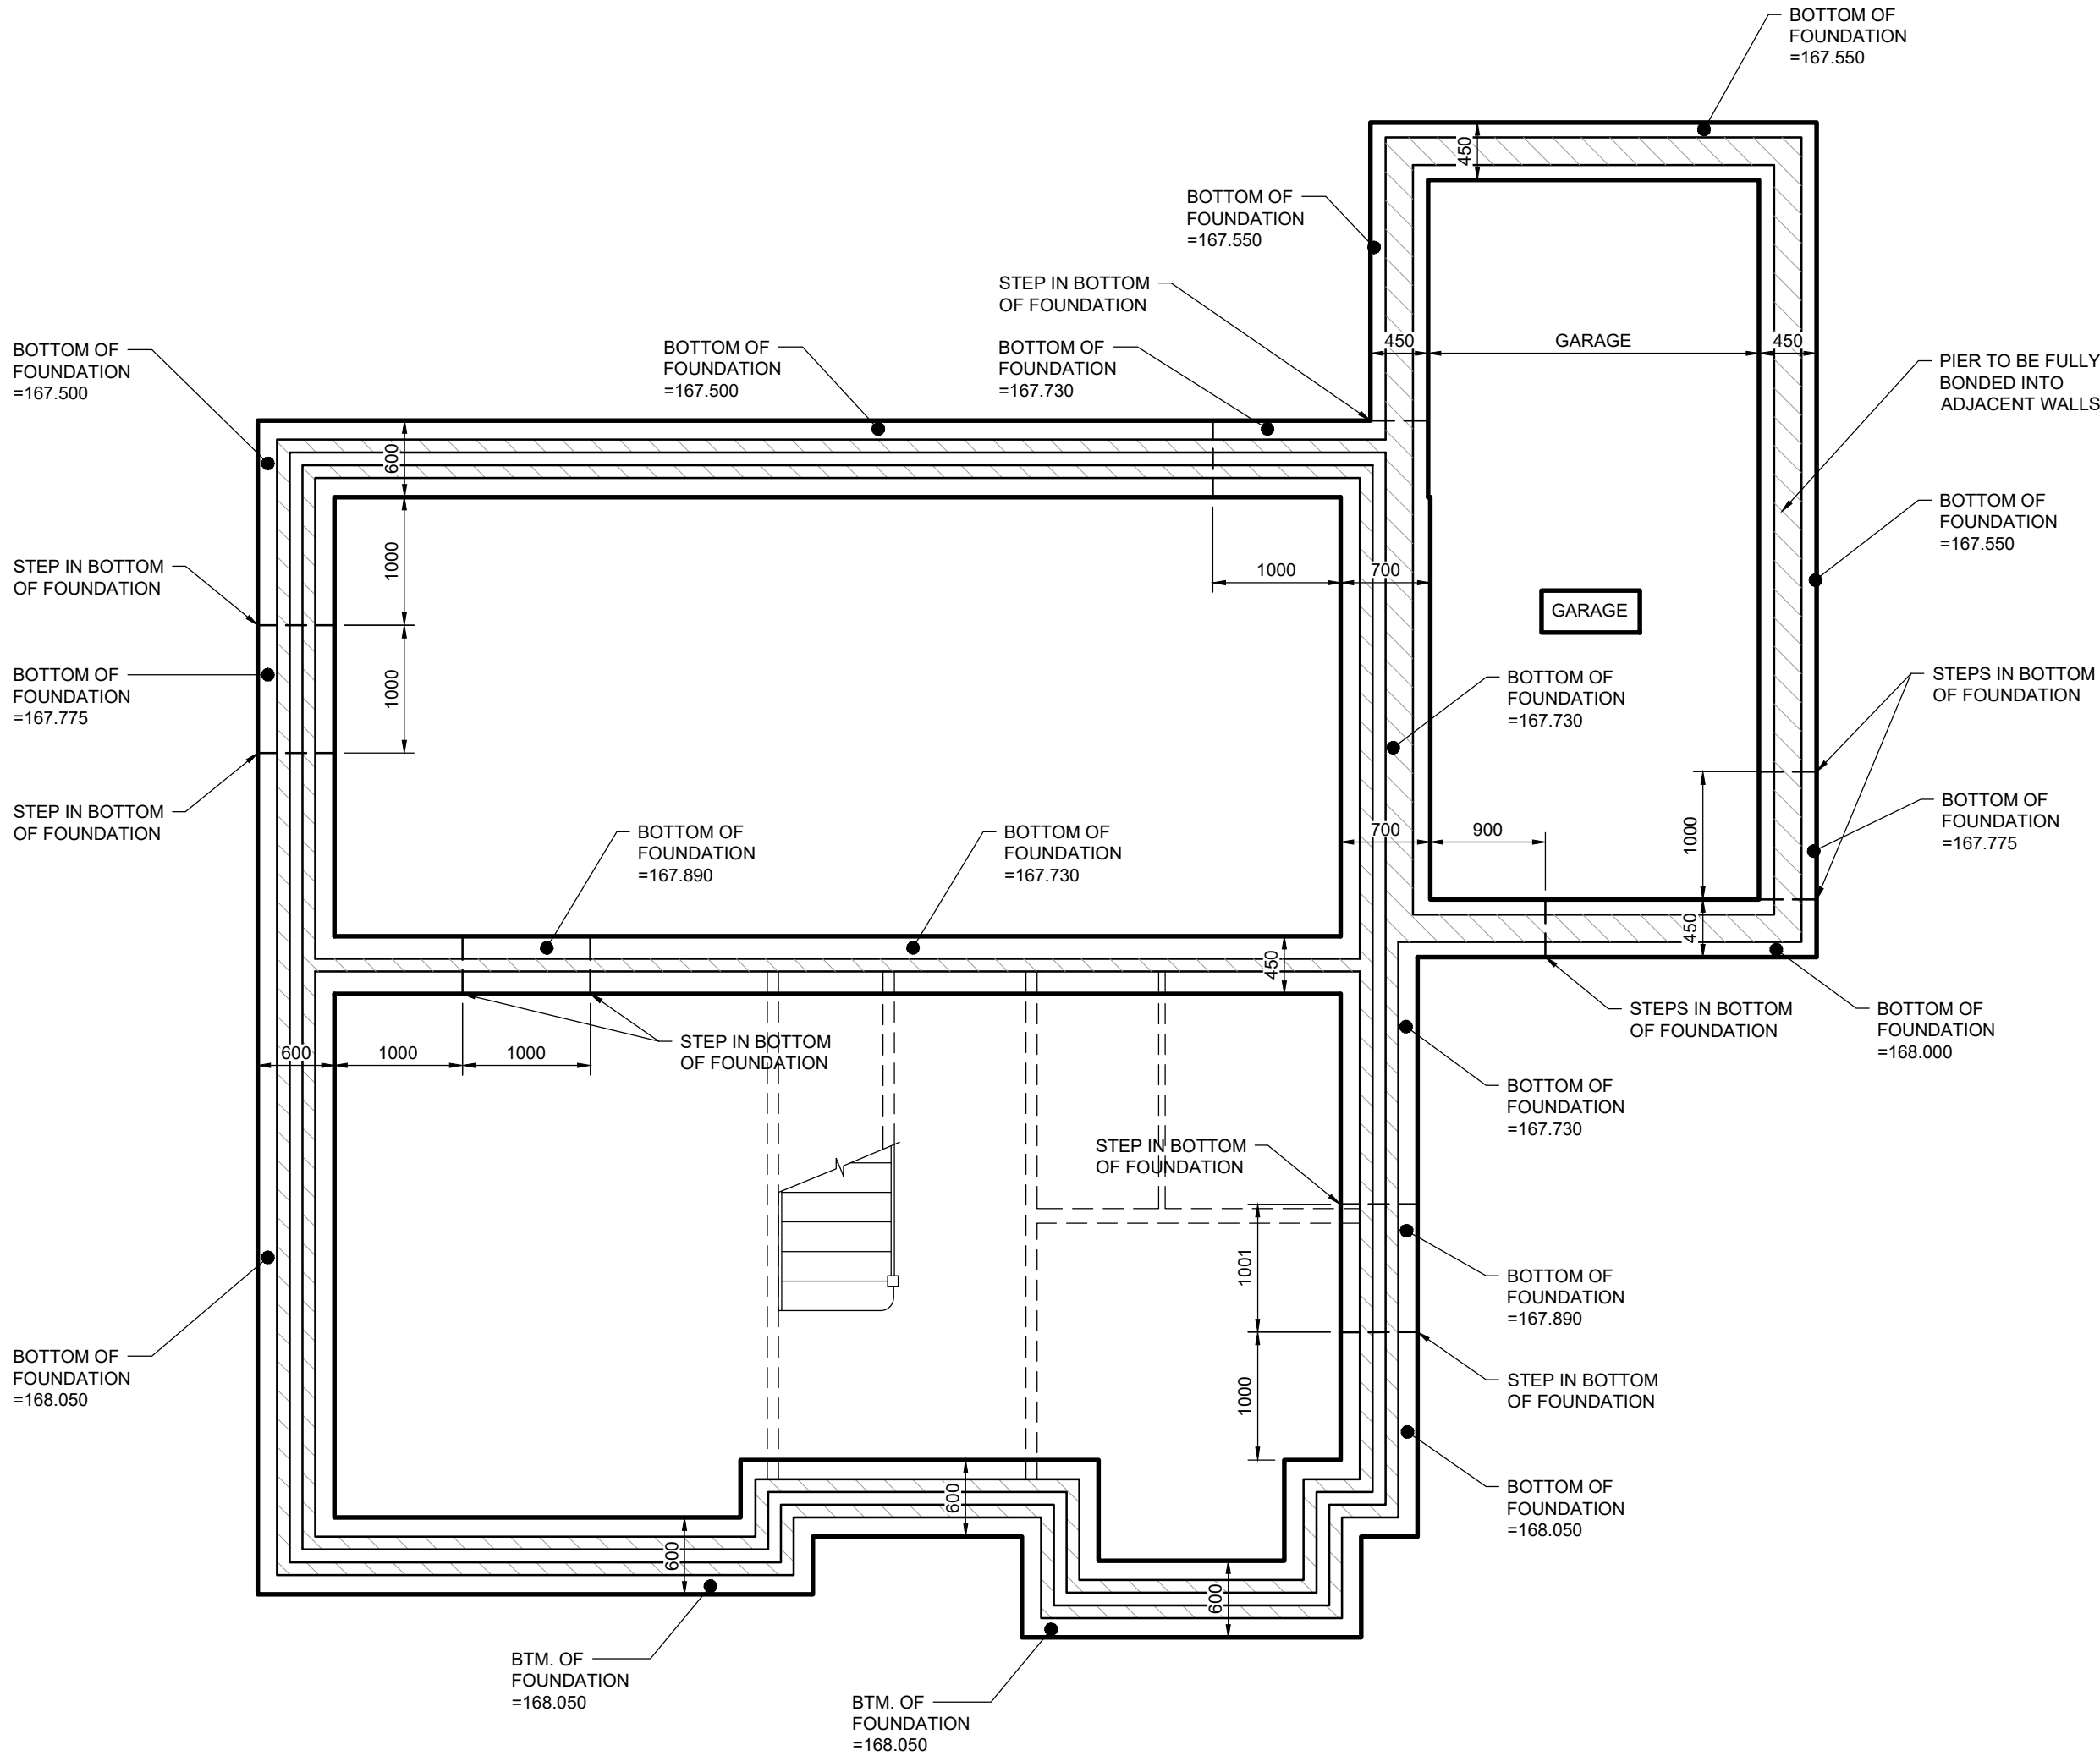 BOTTOM OF
FOUNDATION
=167.550
450
BOTTOM OF
FOUNDATION
=167.550
STEP IN BOTTOM
OF FOUNDATION
BOTTOM OF
FOUNDATION
=167.500
BOTTOM OF
FOUNDATION
=167.500
BOTTOM OF
FOUNDATION
=167.730
450
GARAGE
450
PIER TO BE FULLY
BONDED INTO
ADJACENT WALLS
600
BOTTOM OF
FOUNDATION
=167.550
STEP IN BOTTOM
OF FOUNDATION
1000
1000
700
GARAGE
BOTTOM OF
FOUNDATION
=167.775
1000
BOTTOM OF
FOUNDATION
=167.730
STEPS IN BOTTOM
OF FOUNDATION
STEP IN BOTTOM
OF FOUNDATION
BOTTOM OF
FOUNDATION
=167.890
BOTTOM OF
FOUNDATION
=167.730
700
900
1000
BOTTOM OF
FOUNDATION
=167.775
450
450
STEP IN BOTTOM
OF FOUNDATION
STEPS IN BOTTOM
OF FOUNDATION
BOTTOM OF
FOUNDATION
=168.000
600
1000
1000
BOTTOM OF
FOUNDATION
=167.730
STEP IN BOTTOM
OF FOUNDATION
1001
BOTTOM OF
FOUNDATION
=167.890
BOTTOM OF
FOUNDATION
=168.050
1000
STEP IN BOTTOM
OF FOUNDATION
600
BOTTOM OF
FOUNDATION
=168.050
600
600
BTM. OF
FOUNDATION
=168.050
BTM. OF
FOUNDATION
=168.050